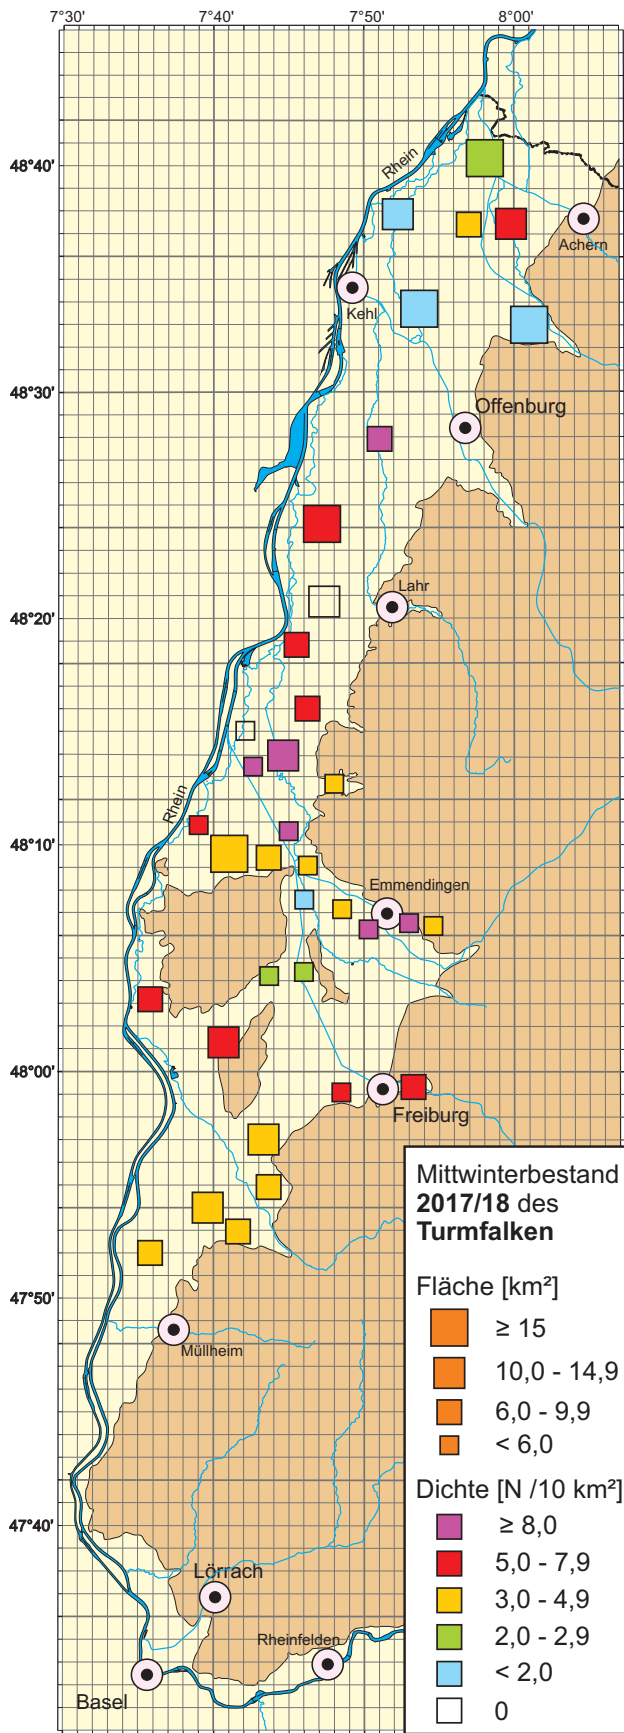 7°30' 7°40' 7°50' 8°00'
Rhein
48°40'
Achern
Kehl
48°30'
Offenburg
Lahr
48°20'
Rhein
48°10'
Emmendingen
48°00'
Freiburg
Mittwinterbestand
2017/18 des
Turmfalken
Fläche [km²]
≥ 15
10,0 - 14,9
6,0 - 9,9
< 6,0
47°50'
Müllheim
Dichte [N /10 km²]
≥ 8,0
5,0 - 7,9
3,0 - 4,9
2,0 - 2,9
< 2,0
0
47°40'
Lörrach
Rheinfelden
Basel